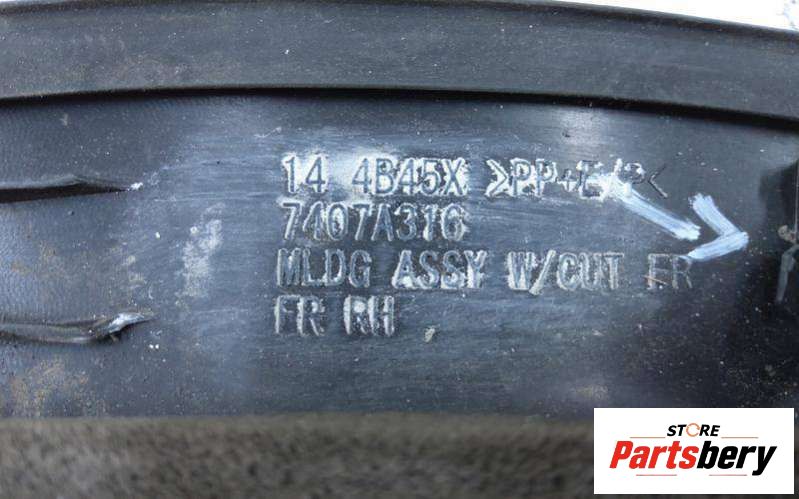 14 4B45X >PP+E/P<
7407A316
MLDG ASSY W/CUT FR
FR RH
STORE
Partsbery